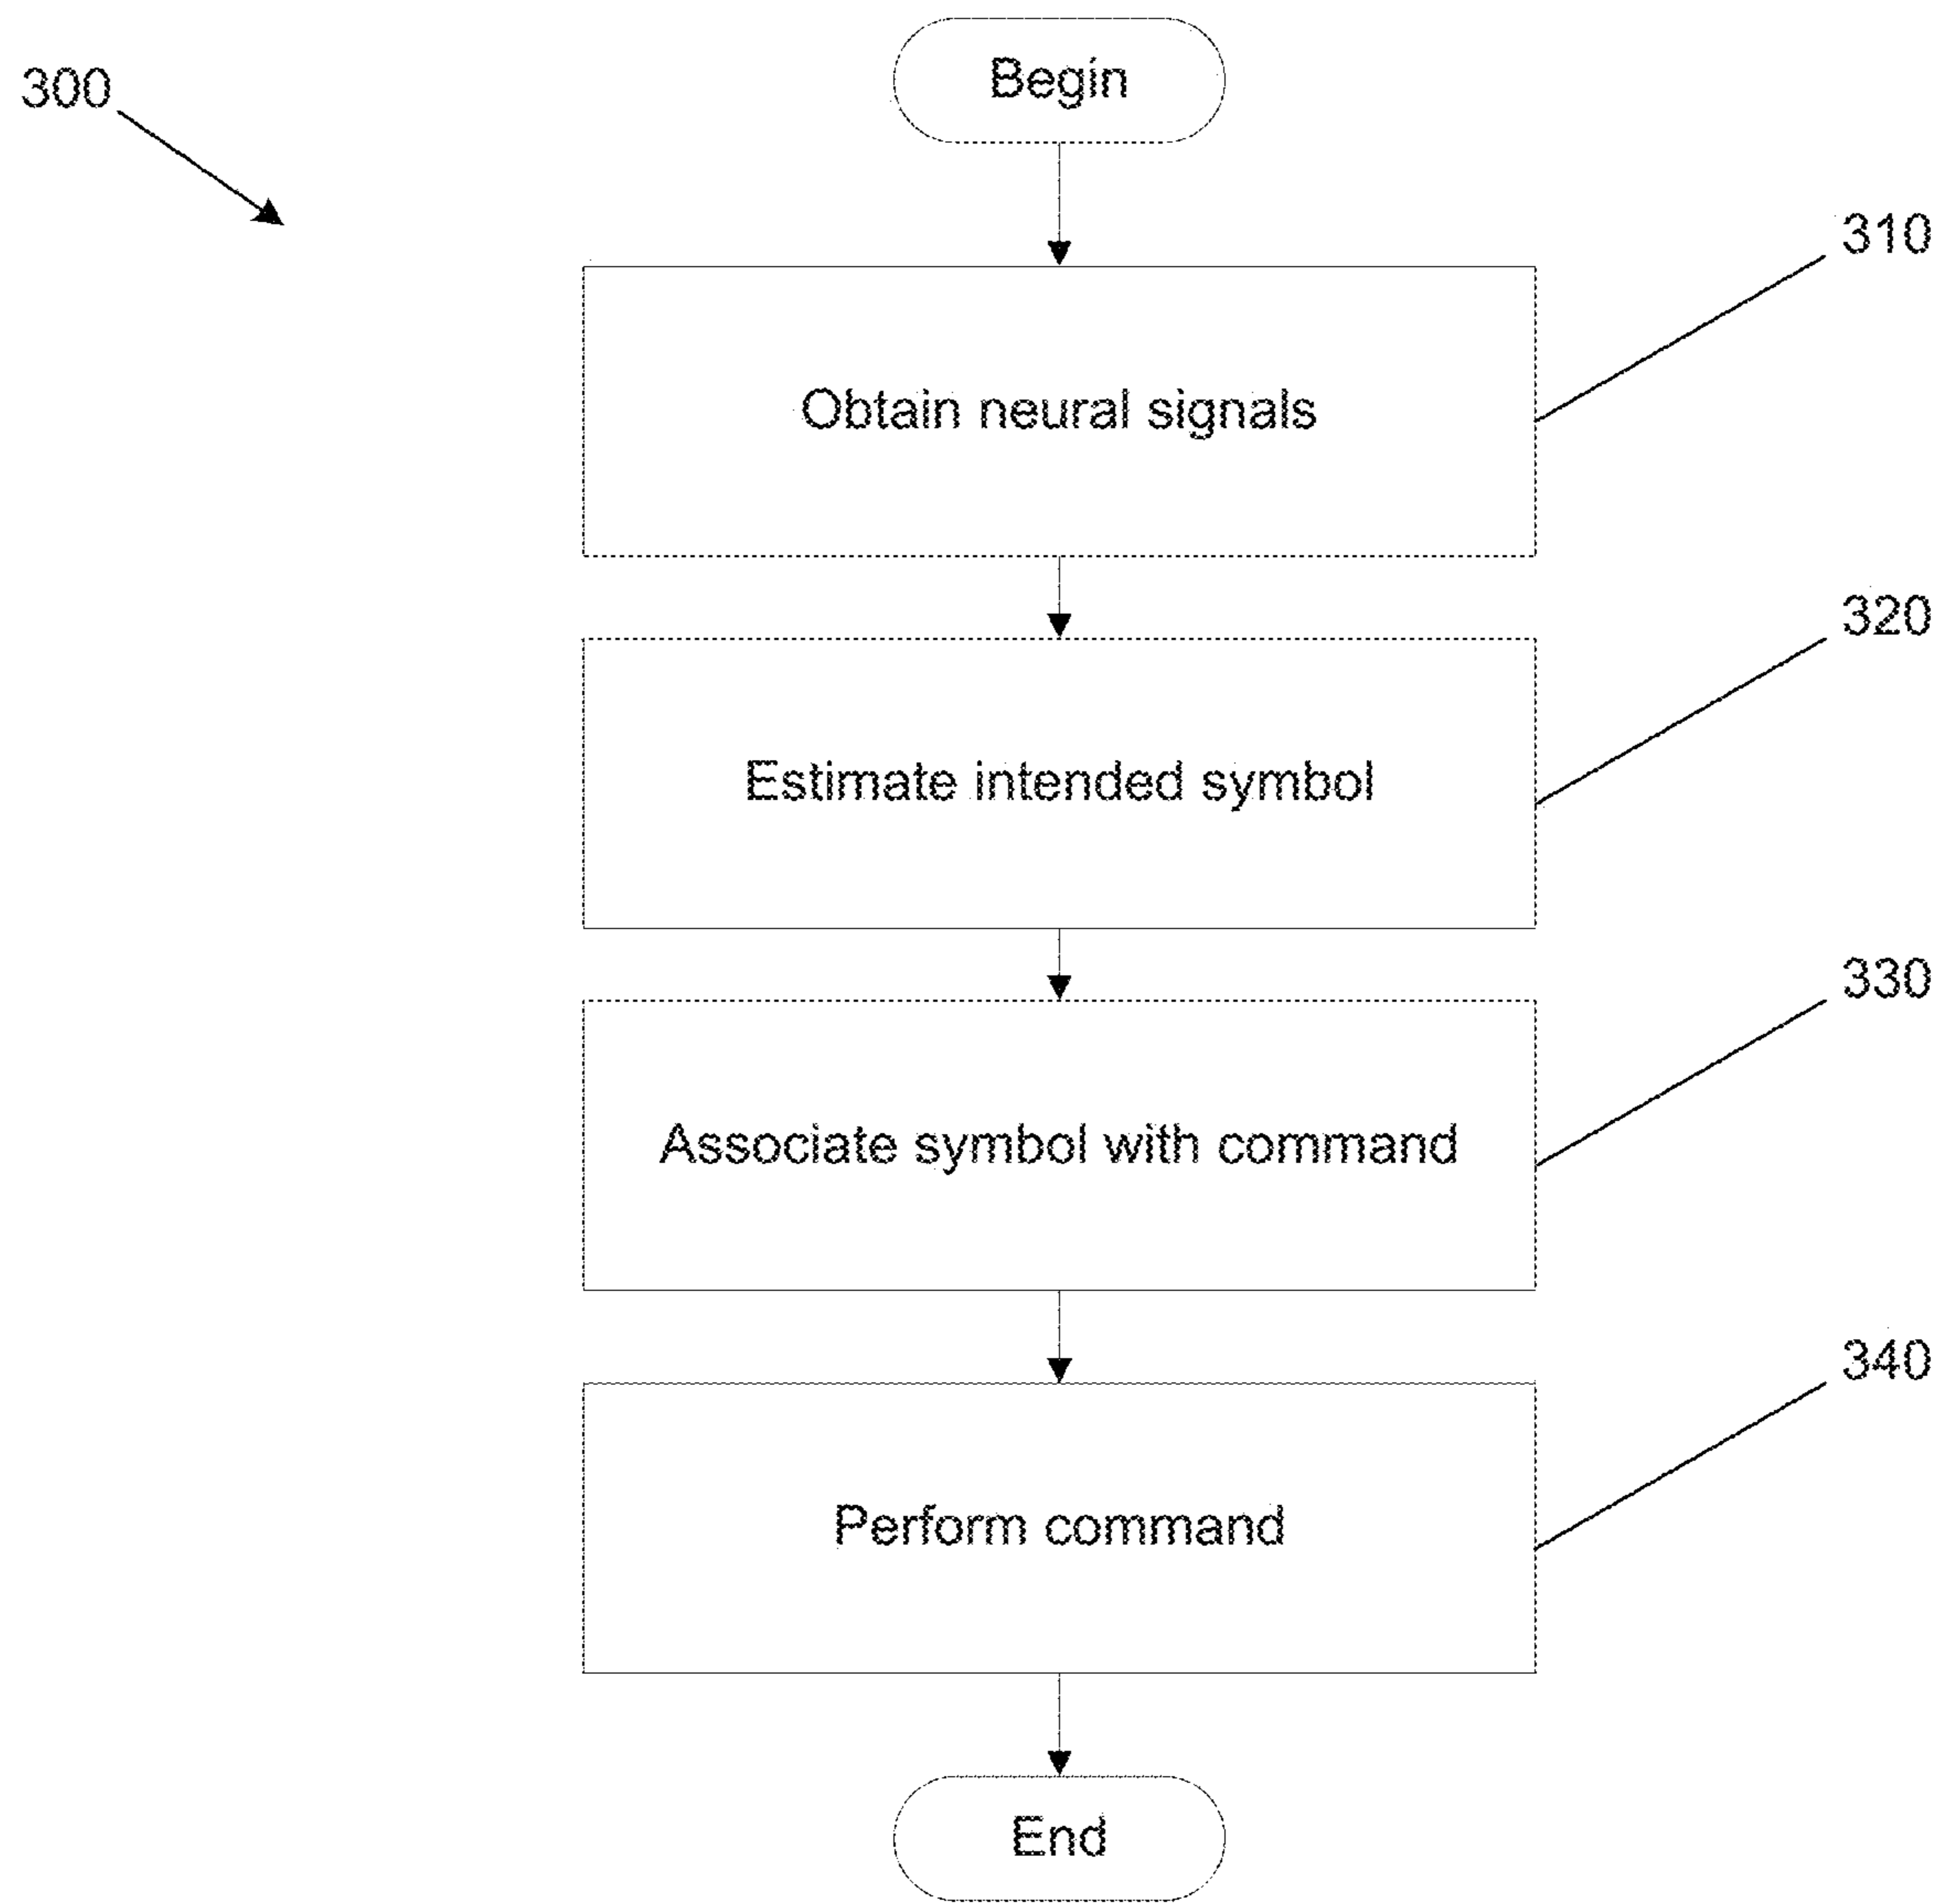 300
Begin
310
Obtain neural signals
320
Estimate intended symbol
330
Associate symbol with command
340
Perform command
End